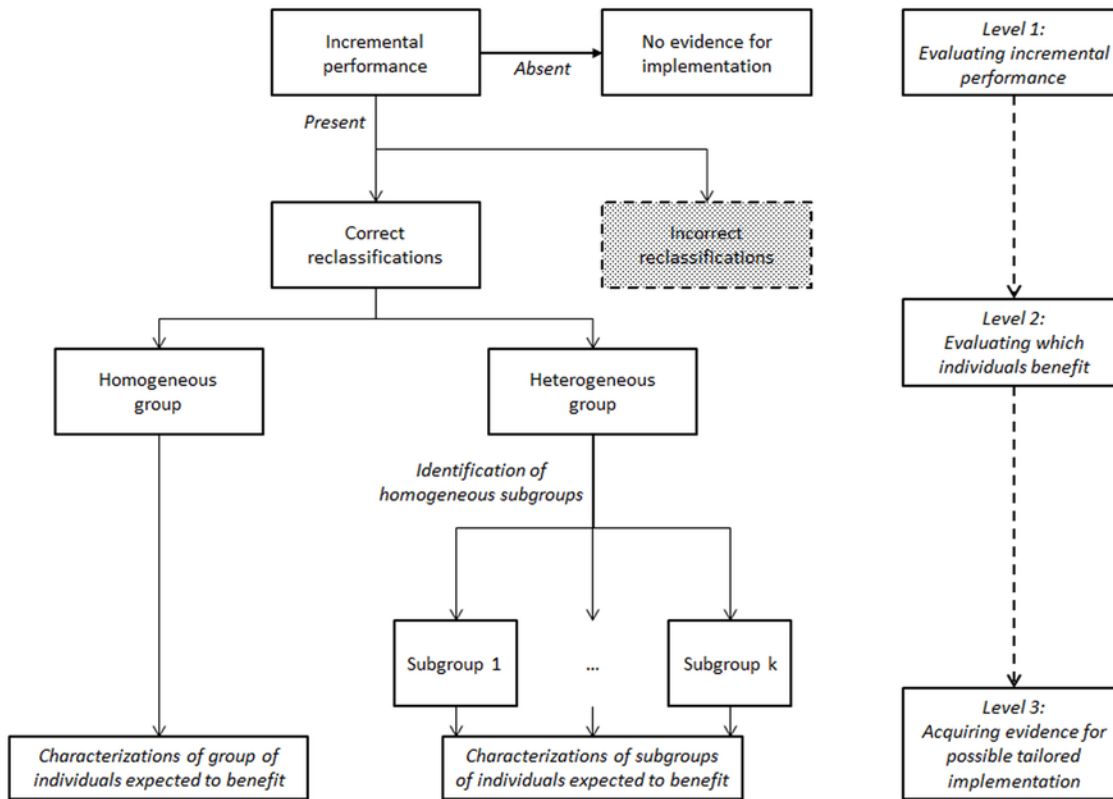 Incremental
performance
Absent
No evidence for
implementation
Level 1:
Evaluating incremental
performance
Present
Correct
reclassifications
Incorrect
reclassifications
Level 2:
Evaluating which
individuals benefit
Homogeneous
group
Heterogeneous
group
Identification of
homogeneous subgroups
Subgroup 1
...
Subgroup k
Characterizations of group of
individuals expected to benefit
Characterizations of subgroups
of individuals expected to benefit
Level 3:
Acquiring evidence for
possible tailored
implementation